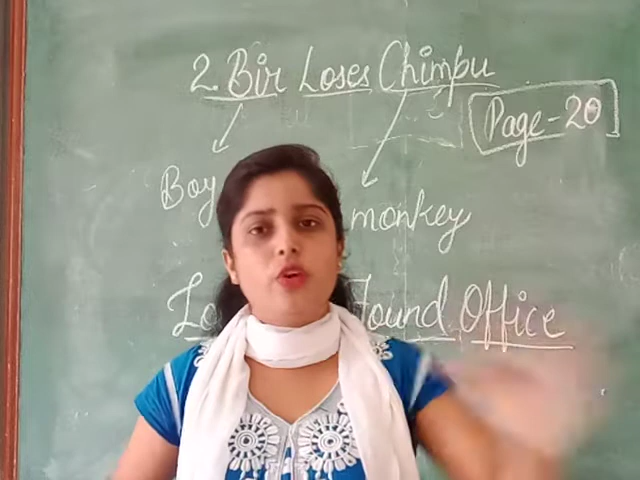 2. Bir Loses Chimpu
Page-20
Boy
monkey
Found Office